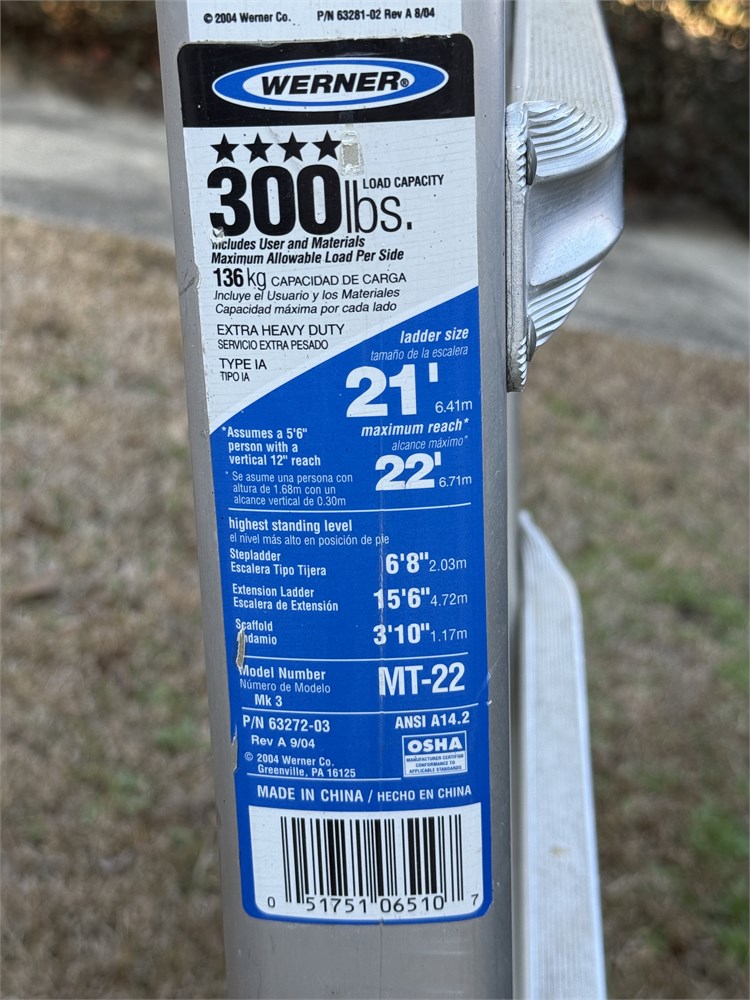 © 2004 Werner Co. P/N 63281-02 Rev A 8/04
WERNER®
300lbs. LOAD CAPACITY
Includes User and Materials
Maximum Allowable Load Per Side
136 kg CAPACIDAD DE CARGA
Incluye el Usuario y los Materiales
Capacidad máxima por cada lado
EXTRA HEAVY DUTY
SERVICIO EXTRA PESADO
TYPE IA
TIPO IA
ladder size
tamaño de la escalera
21' 6.41m
maximum reach*
alcance máximo*
22' 6.71m
*Assumes a 5'6"
person with a
vertical 12" reach
* Se asume una persona con
altura de 1.68m con un
alcance vertical de 0.30m
highest standing level
el nivel más alto en posición de pie
Stepladder
Escalera Tipo Tijera 6'8" 2.03m
Extension Ladder
Escalera de Extensión 15'6" 4.72m
Scaffold
Andamio 3'10" 1.17m
Model Number
Número de Modelo MT-22
Mk 3
P/N 63272-03 ANSI A14.2
Rev A 9/04
OSHA
MANUFACTURER CERTIFIES
CONFORMANCE TO
APPLICABLE STANDARDS
© 2004 Werner Co.
Greenville, PA 16125
MADE IN CHINA / HECHO EN CHINA
0 51751 06510 7